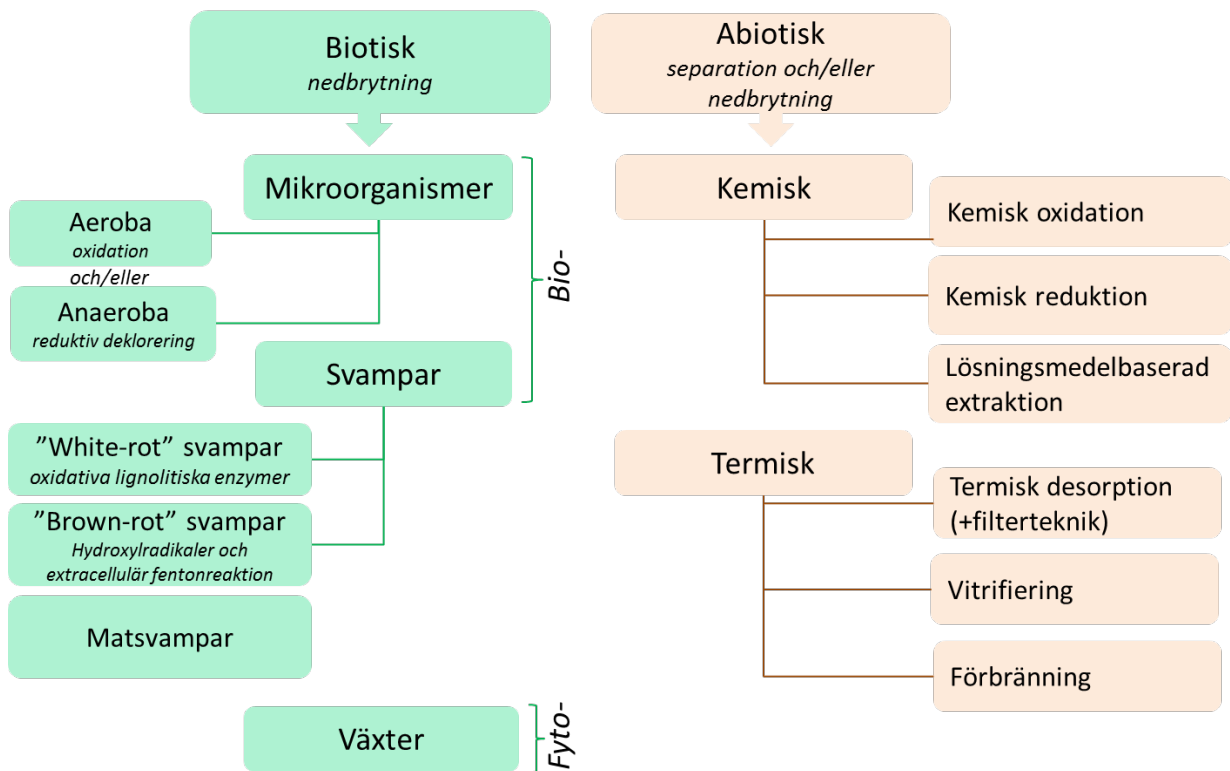 Biotisk
nedbrytning
Mikroorganismer
Aeroba
oxidation
och/eller
Anaeroba
reduktiv deklorering
Svampar
”White-rot” svampar
oxidativa lignolitiska enzymer
”Brown-rot” svampar
Hydroxylradikaler och
extracellulär fentonreaktion
Matsvampar
Bio-
Växter
Fyto-
Abiotisk
separation och/eller
nedbrytning
Kemisk
Kemisk oxidation
Kemisk reduktion
Lösningsmedelbaserad
extraktion
Termisk
Termisk desorption
(+filterteknik)
Vitrifiering
Förbränning